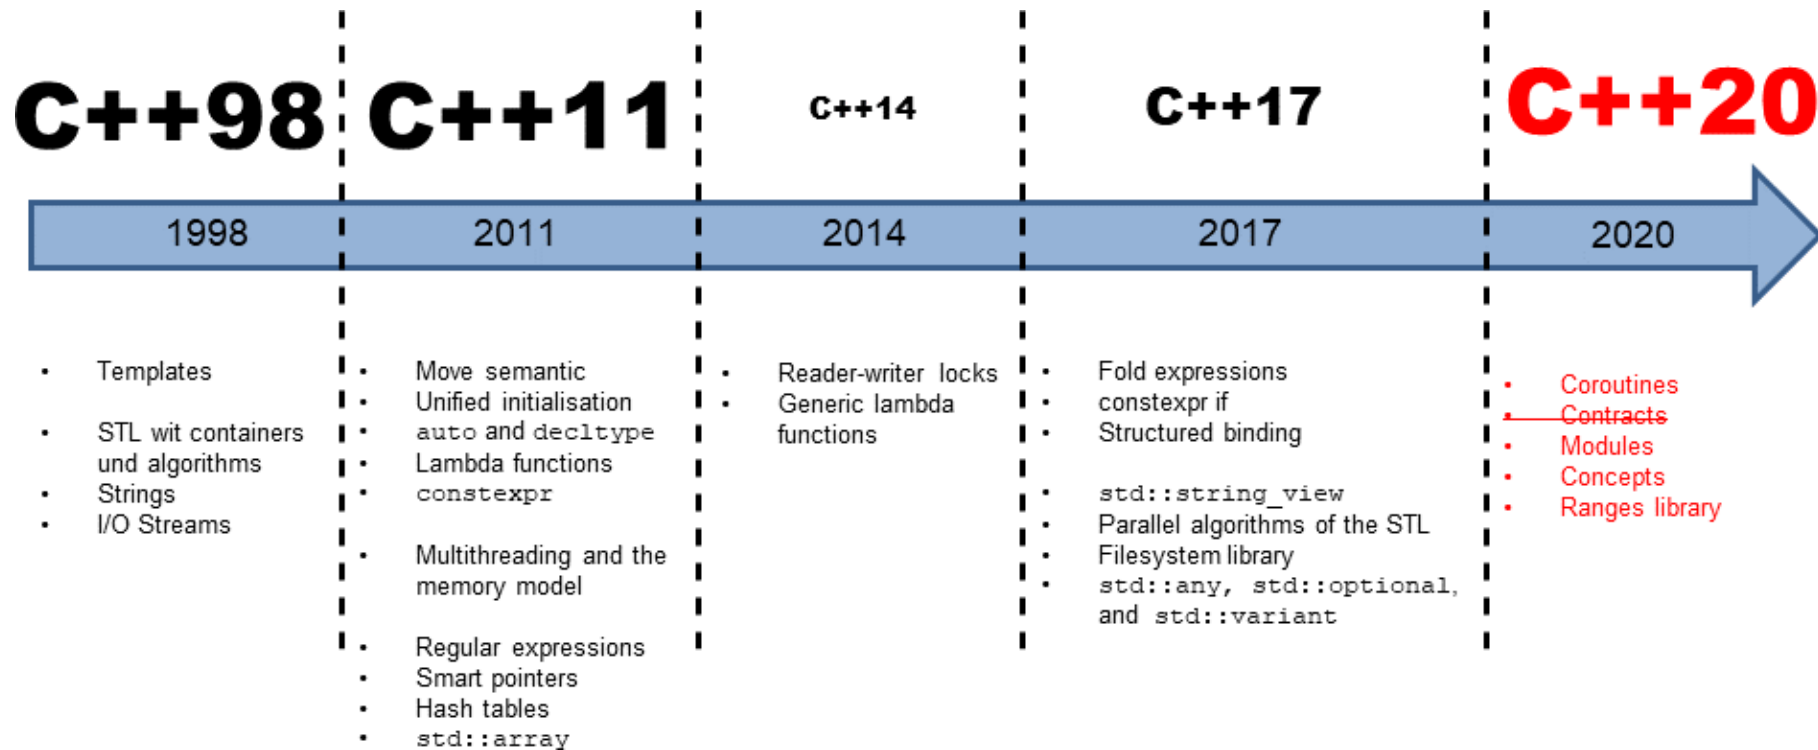 C++98
C++11
C++14
C++17
C++20
1998
2011
2014
2017
2020
• Templates
• STL wit containers
und algorithms
• Strings
• I/O Streams
• Move semantic
• Unified initialisation
• auto and decltype
• Lambda functions
• constexpr
• Multithreading and the
memory model
• Regular expressions
• Smart pointers
• Hash tables
• std::array
• Reader-writer locks
• Generic lambda
functions
• Fold expressions
• constexpr if
• Structured binding
• std::string_view
• Parallel algorithms of the STL
• Filesystem library
• std::any, std::optional,
and std::variant
• Coroutines
• Contracts
• Modules
• Concepts
• Ranges library